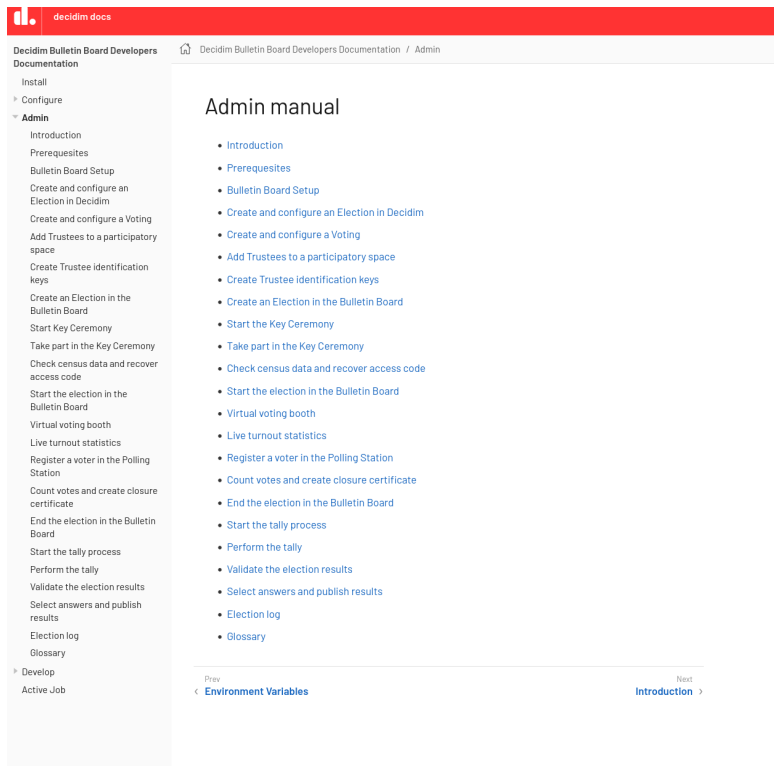 decidim docs
Decidim Bulletin Board Developers
Documentation
Install
Configure
Admin
Introduction
Prerequesites
Bulletin Board Setup
Create and configure an
Election in Decidim
Create and configure a Voting
Add Trustees to a participatory
space
Create Trustee identification
keys
Create an Election in the
Bulletin Board
Start Key Ceremony
Take part in the Key Ceremony
Check census data and recover
access code
Start the election in the
Bulletin Board
Virtual voting booth
Live turnout statistics
Register a voter in the Polling
Station
Count votes and create closure
certificate
End the election in the Bulletin
Board
Start the tally process
Perform the tally
Validate the election results
Select answers and publish
results
Election log
Glossary
Develop
Active Job
Decidim Bulletin Board Developers Documentation / Admin
Admin manual
• Introduction
• Prerequesites
• Bulletin Board Setup
• Create and configure an Election in Decidim
• Create and configure a Voting
• Add Trustees to a participatory space
• Create Trustee identification keys
• Create an Election in the Bulletin Board
• Start the Key Ceremony
• Take part in the Key Ceremony
• Check census data and recover access code
• Start the election in the Bulletin Board
• Virtual voting booth
• Live turnout statistics
• Register a voter in the Polling Station
• Count votes and create closure certificate
• End the election in the Bulletin Board
• Start the tally process
• Perform the tally
• Validate the election results
• Select answers and publish results
• Election log
• Glossary
Prev
‹ Environment Variables
Next
Introduction ›